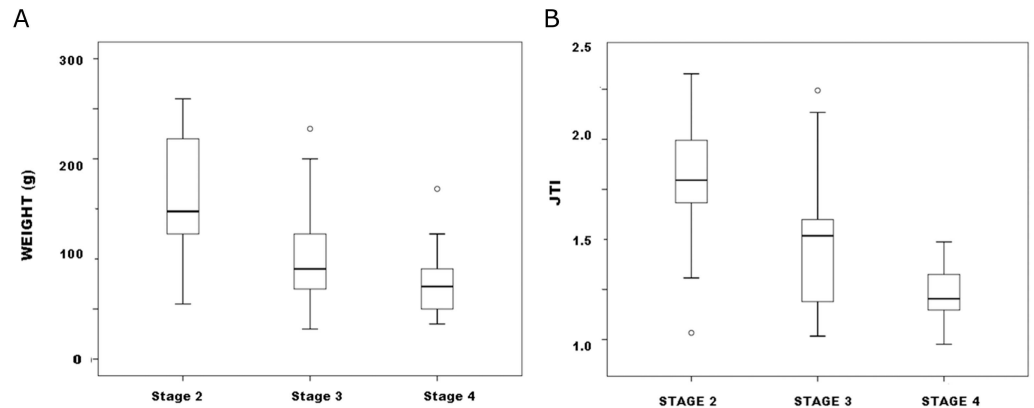 A
B
300
200
100
0
WEIGHT (g)
Stage 2
Stage 3
Stage 4
2.5
2.0
1.5
1.0
JTI
STAGE 2
STAGE 3
STAGE 4